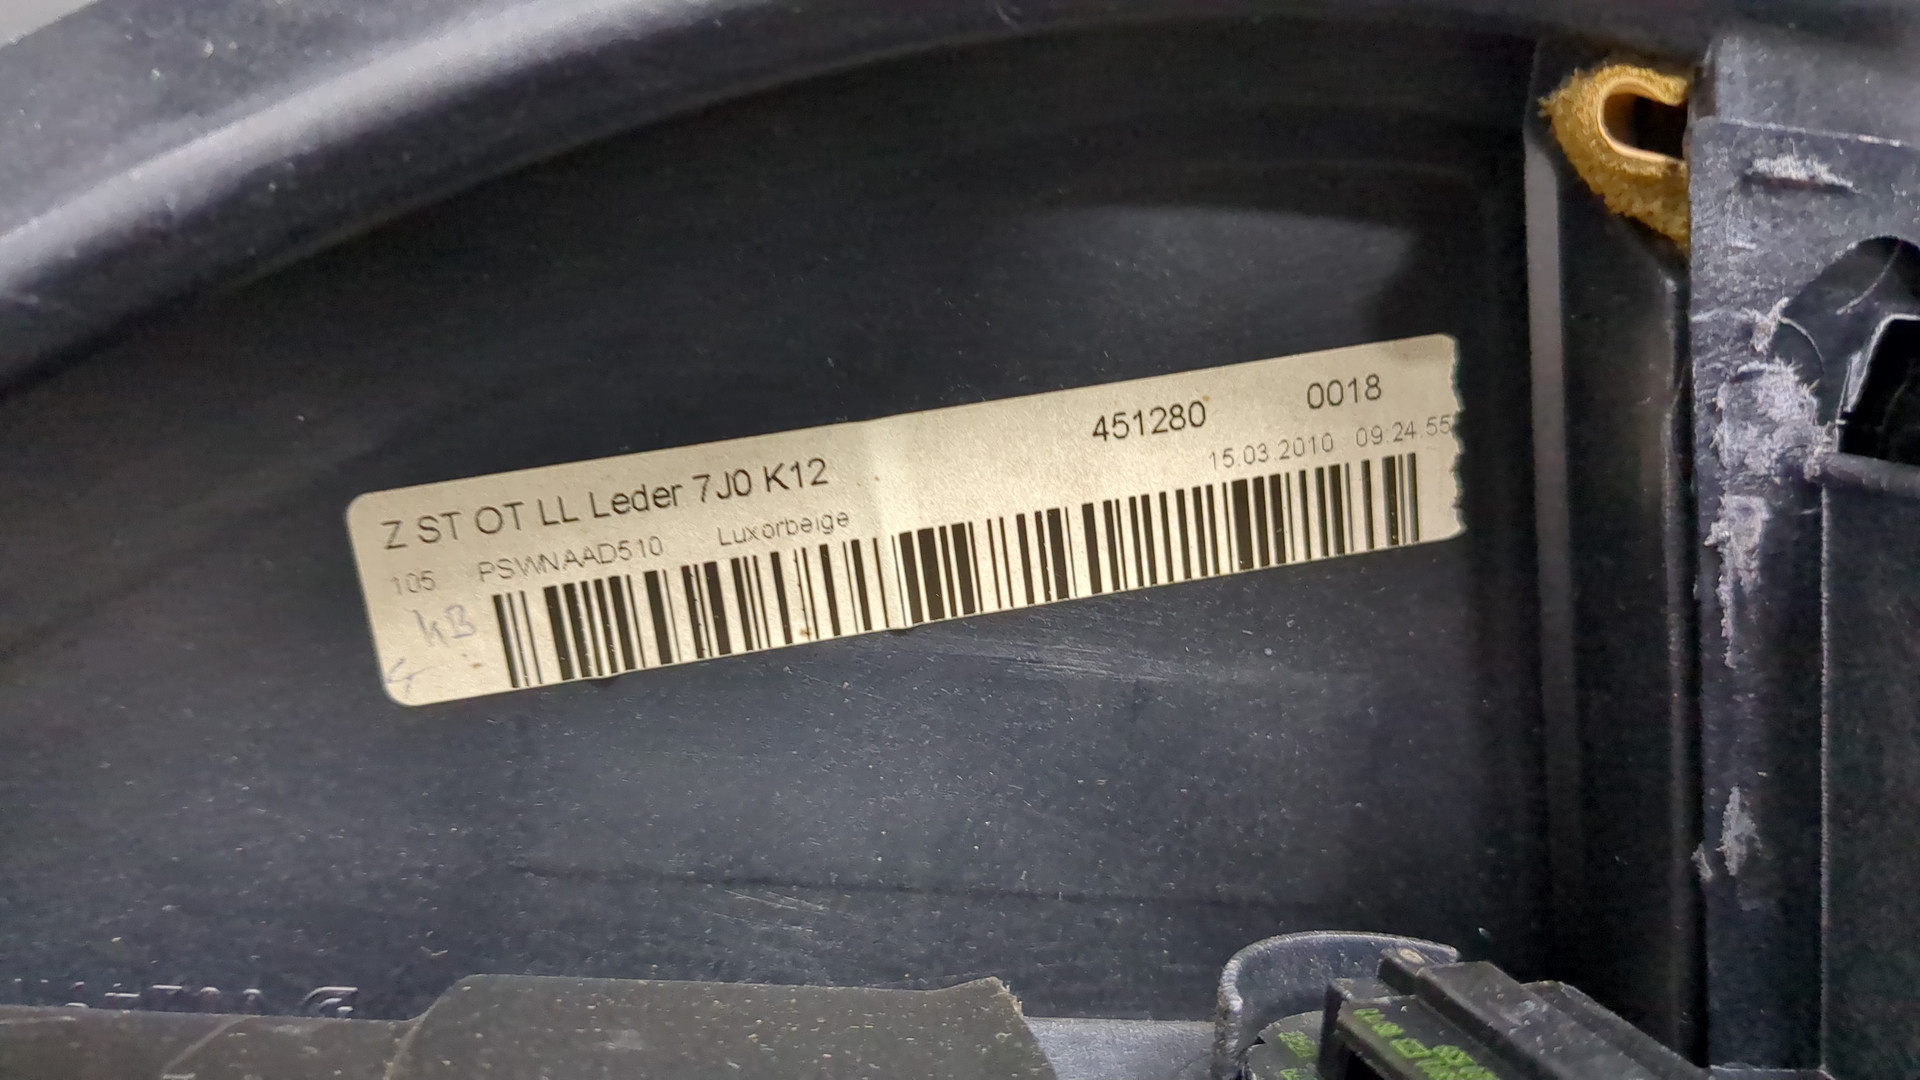 Z ST OT LL Leder 7J0 K12 451280 0018
15.03.2010 09:24:55
105 PSWNAAD510 Luxorbeige